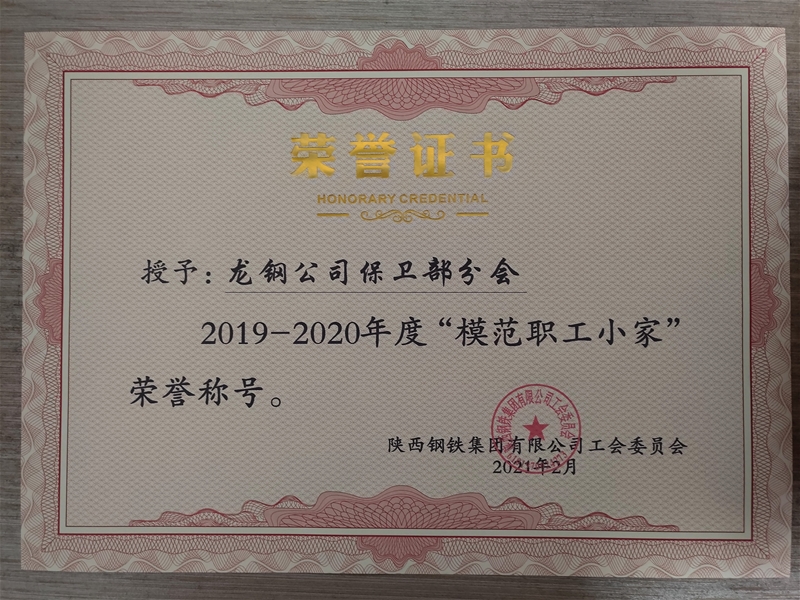 荣誉证书
HONORARY CREDENTIAL
授予：龙钢公司保卫部分会
2019-2020年度“模范职工小家”
荣誉称号。
陕西钢铁集团有限公司工会委员会
2021年2月